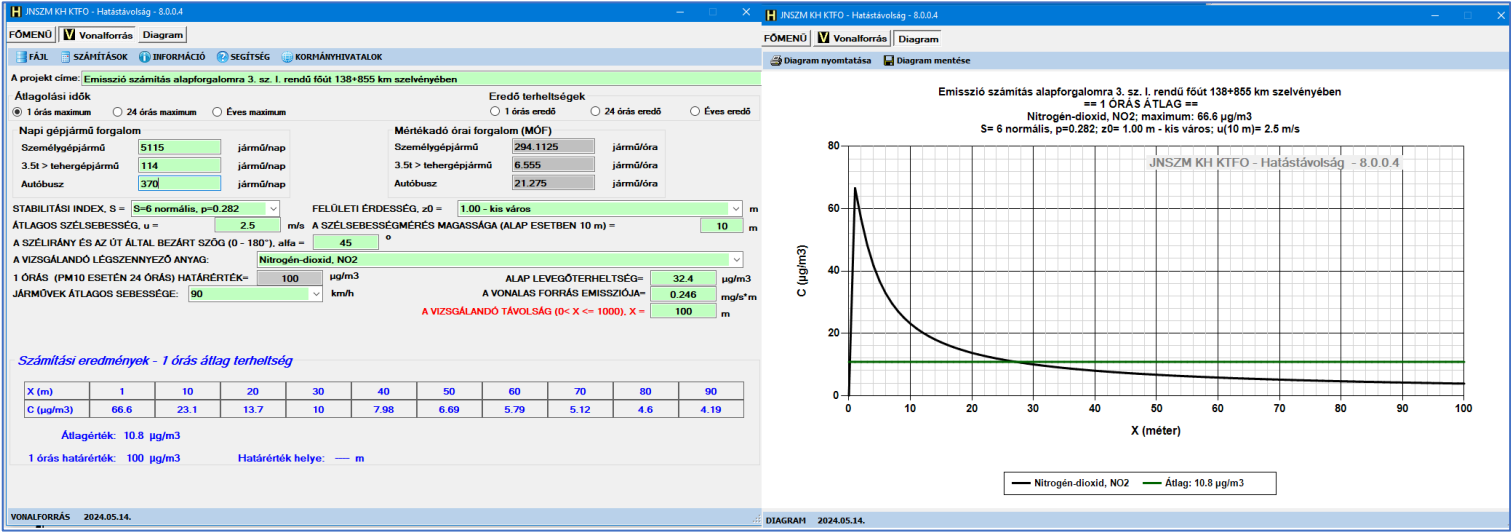 JNSZM KH KTFO - Hatástávolság - 8.0.0.4
FŐMENÜ Vonalforrás Diagram
FÁJL SZÁMÍTÁSOK INFORMÁCIÓ SEGÍTSÉG KORMÁNYHIVATALOK
A projekt címe: Emisszió számítás alapforgalomra 3. sz. I. rendű főút 138+855 km szelvényében
Átlagolási idők Eredő terheltségek
1 órás maximum 24 órás maximum Éves maximum 1 órás eredő 24 órás eredő Éves eredő
Napi gépjármű forgalom Mértékadó órai forgalom (MÓF)
Személygépjármű 5115 jármű/nap Személygépjármű 294.1125 jármű/óra
3.5t > tehergépjármű 114 jármű/nap 3.5t > tehergépjármű 6.555 jármű/óra
Autóbusz 370 jármű/nap Autóbusz 21.275 jármű/óra
STABILITÁSI INDEX, S = S=6 normális, p=0.282 FELÜLETI ÉRDESSÉG, z0 = 1.00 - kis város m
ÁTLAGOS SZÉLSEBESSÉG, u = 2.5 m/s A SZÉLSEBESSÉGMÉRÉS MAGASSÁGA (ALAP ESETBEN 10 m) = 10 m
A SZÉLIRÁNY ÉS AZ ÚT ÁLTAL BEZÁRT SZÖG (0 - 180°), alfa = 45 °
A VIZSGÁLANDÓ LÉGSZENNYEZŐ ANYAG: Nitrogén-dioxid, NO2
1 ÓRÁS (PM10 ESETÉN 24 ÓRÁS) HATÁRÉRTÉK= 100 µg/m3 ALAP LEVEGŐTERHELTSÉG= 32.4 µg/m3
JÁRMŰVEK ÁTLAGOS SEBESSÉGE: 90 km/h A VONALAS FORRÁS EMISSZIÓJA= 0.246 mg/s*m
A VIZSGÁLANDÓ TÁVOLSÁG (0< X <= 1000), X = 100 m
Számítási eredmények - 1 órás átlag terheltség
X (m) 1 10 20 30 40 50 60 70 80 90
C (µg/m3) 66.6 23.1 13.7 10 7.98 6.69 5.79 5.12 4.6 4.19
Átlagérték: 10.8 µg/m3
1 órás határérték: 100 µg/m3 Határérték helye: --- m
VONALFORRÁS 2024.05.14.
JNSZM KH KTFO - Hatástávolság - 8.0.0.4
FŐMENÜ Vonalforrás Diagram
Diagram nyomtatása Diagram mentése
Emisszió számítás alapforgalomra 3. sz. I. rendű főút 138+855 km szelvényében
== 1 ÓRÁS ÁTLAG ==
Nitrogén-dioxid, NO2; maximum: 66.6 µg/m3
S= 6 normális, p=0.282; z0= 1.00 m - kis város; u(10 m)= 2.5 m/s
JNSZM KH KTFO - Hatástávolság - 8.0.0.4
80
60
40
20
0
C (µg/m3)
0 10 20 30 40 50 60 70 80 90 100
X (méter)
Nitrogén-dioxid, NO2 Átlag: 10.8 µg/m3
DIAGRAM 2024.05.14.